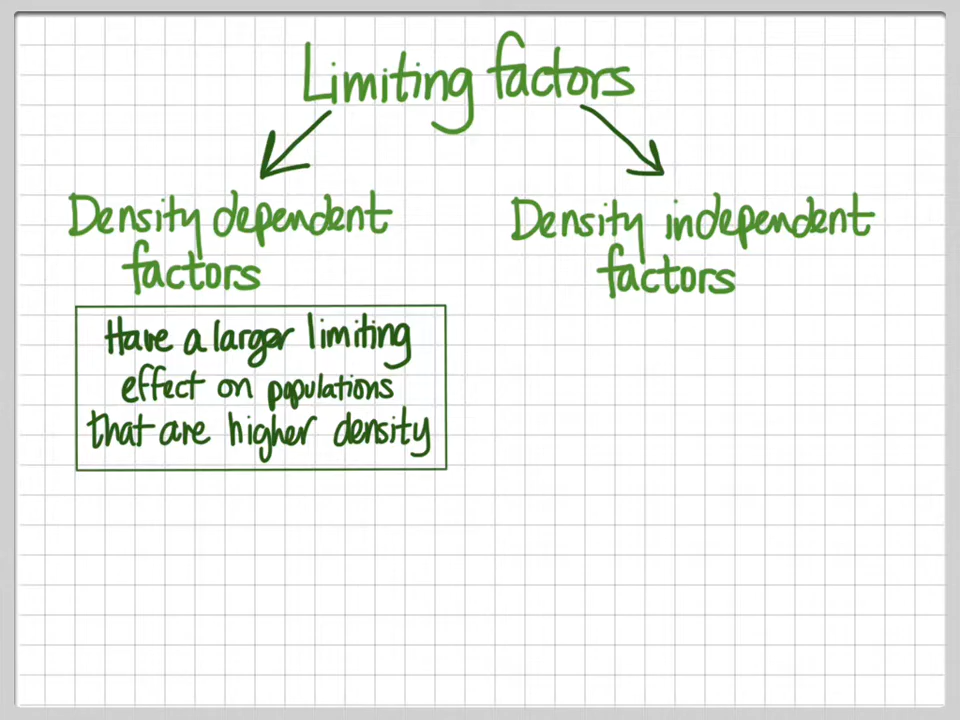 Limiting factors
Density dependent
factors
Density independent
factors
Have a larger limiting
effect on populations
that are higher density